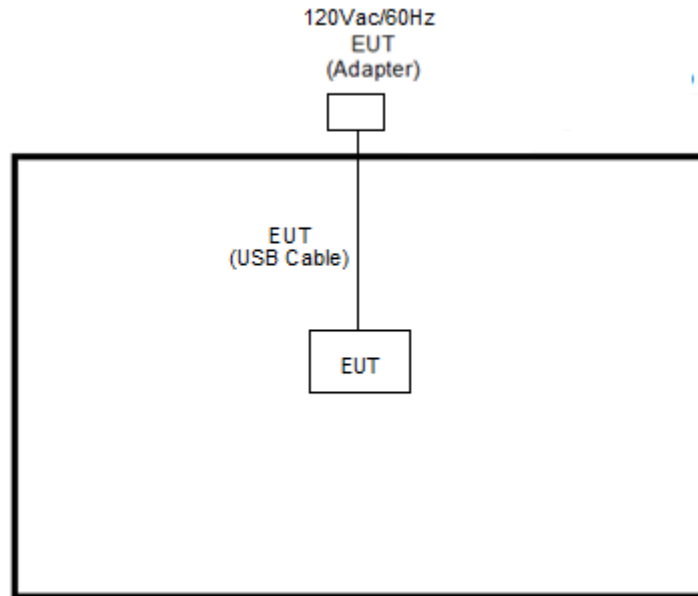 120Vac/60Hz
EUT
(Adapter)
EUT
(USB Cable)
EUT